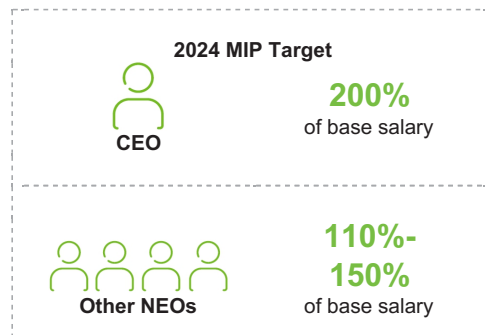 2024 MIP Target
CEO
200%
of base salary
Other NEOs
110%-
150%
of base salary